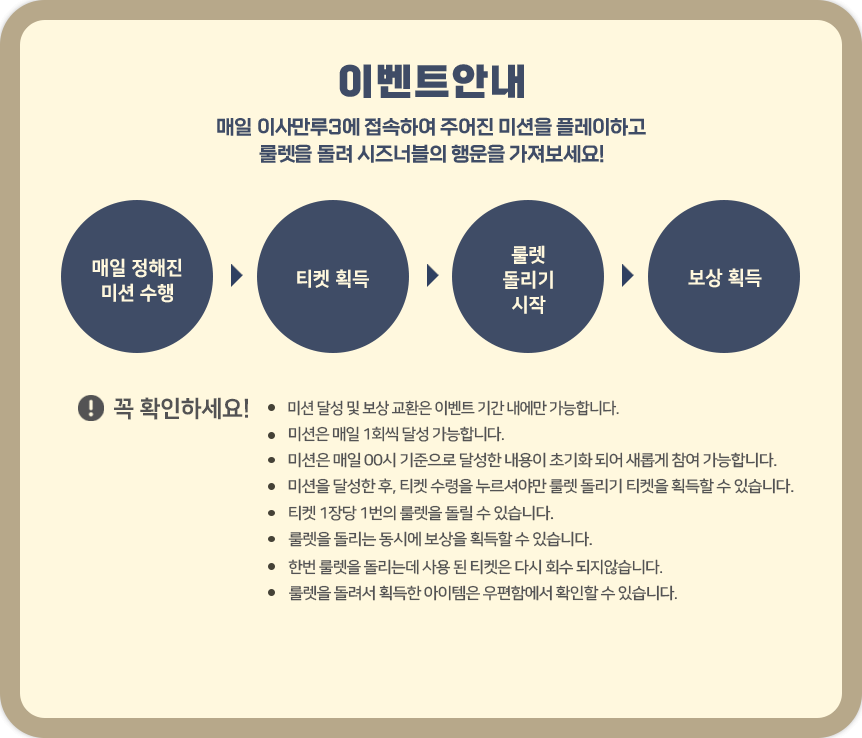 이벤트안내
매일 이사만루3에 접속하여 주어진 미션을 플레이하고
룰렛을 돌려 시즈너블의 행운을 가져보세요!
매일 정해진
미션 수행
티켓 획득
룰렛
돌리기
시작
보상 획득
꼭 확인하세요!
• 미션 달성 및 보상 교환은 이벤트 기간 내에만 가능합니다.
• 미션은 매일 1회씩 달성 가능합니다.
• 미션은 매일 00시 기준으로 달성한 내용이 초기화 되어 새롭게 참여 가능합니다.
• 미션을 달성한 후, 티켓 수령을 누르셔야만 룰렛 돌리기 티켓을 획득할 수 있습니다.
• 티켓 1장당 1번의 룰렛을 돌릴 수 있습니다.
• 룰렛을 돌리는 동시에 보상을 획득할 수 있습니다.
• 한번 룰렛을 돌리는데 사용 된 티켓은 다시 회수 되지않습니다.
• 룰렛을 돌려서 획득한 아이템은 우편함에서 확인할 수 있습니다.